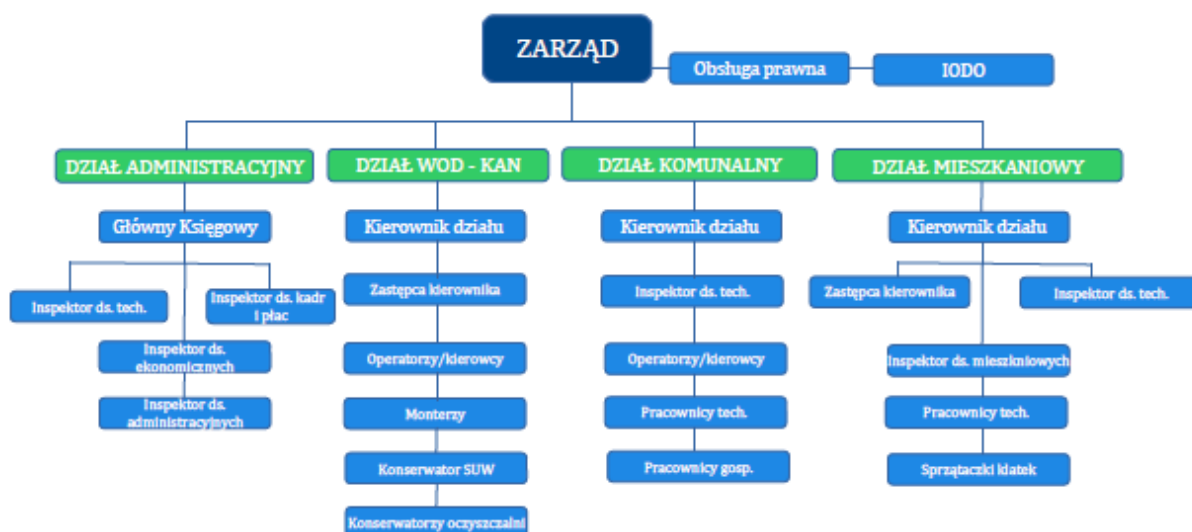 ZARZĄD
Obsługa prawna
IODO
DZIAŁ ADMINISTRACYJNY
DZIAŁ WOD - KAN
DZIAŁ KOMUNALNY
DZIAŁ MIESZKANIOWY
Główny Księgowy
Kierownik działu
Kierownik działu
Kierownik działu
Inspektor ds. tech.
Inspektor ds. kadr
i płac
Zastępca kierownika
Inspektor ds. tech.
Zastępca kierownika
Inspektor ds. tech.
Inspektor ds.
ekonomicznych
Operatorzy/kierowcy
Operatorzy/kierowcy
Inspektor ds. mieszkniowych
Inspektor ds.
administracyjnych
Monterzy
Pracownicy tech.
Pracownicy tech.
Konserwator SUW
Pracownicy gosp.
Sprzątaczki klatek
Konserwatorzy oczyszczalni